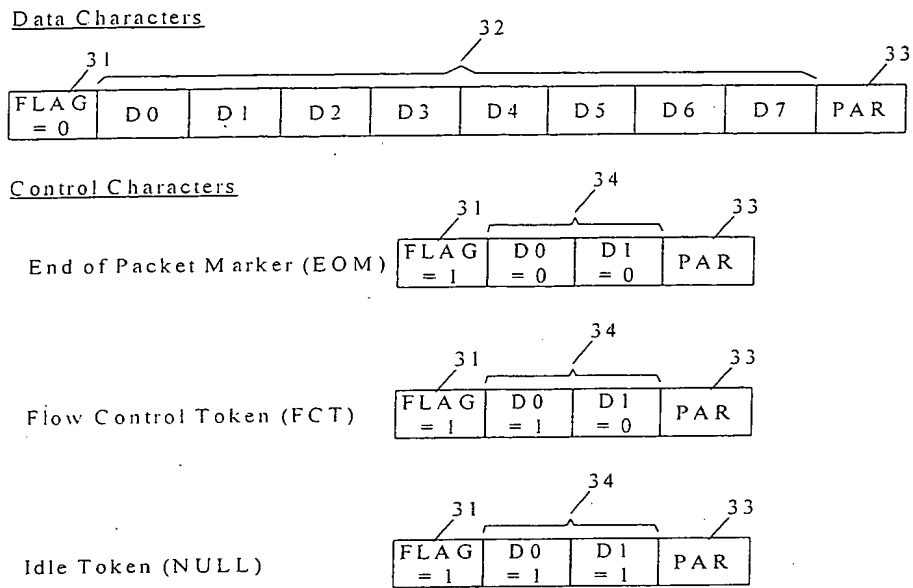 Data Characters
31 32 33
FLAG = 0 D0 D1 D2 D3 D4 D5 D6 D7 PAR
Control Characters
31 34 33
End of Packet Marker (EOM) FLAG = 1 D0 = 0 D1 = 0 PAR
31 34 33
Flow Control Token (FCT) FLAG = 1 D0 = 1 D1 = 0 PAR
31 34 33
Idle Token (NULL) FLAG = 1 D0 = 1 D1 = 1 PAR